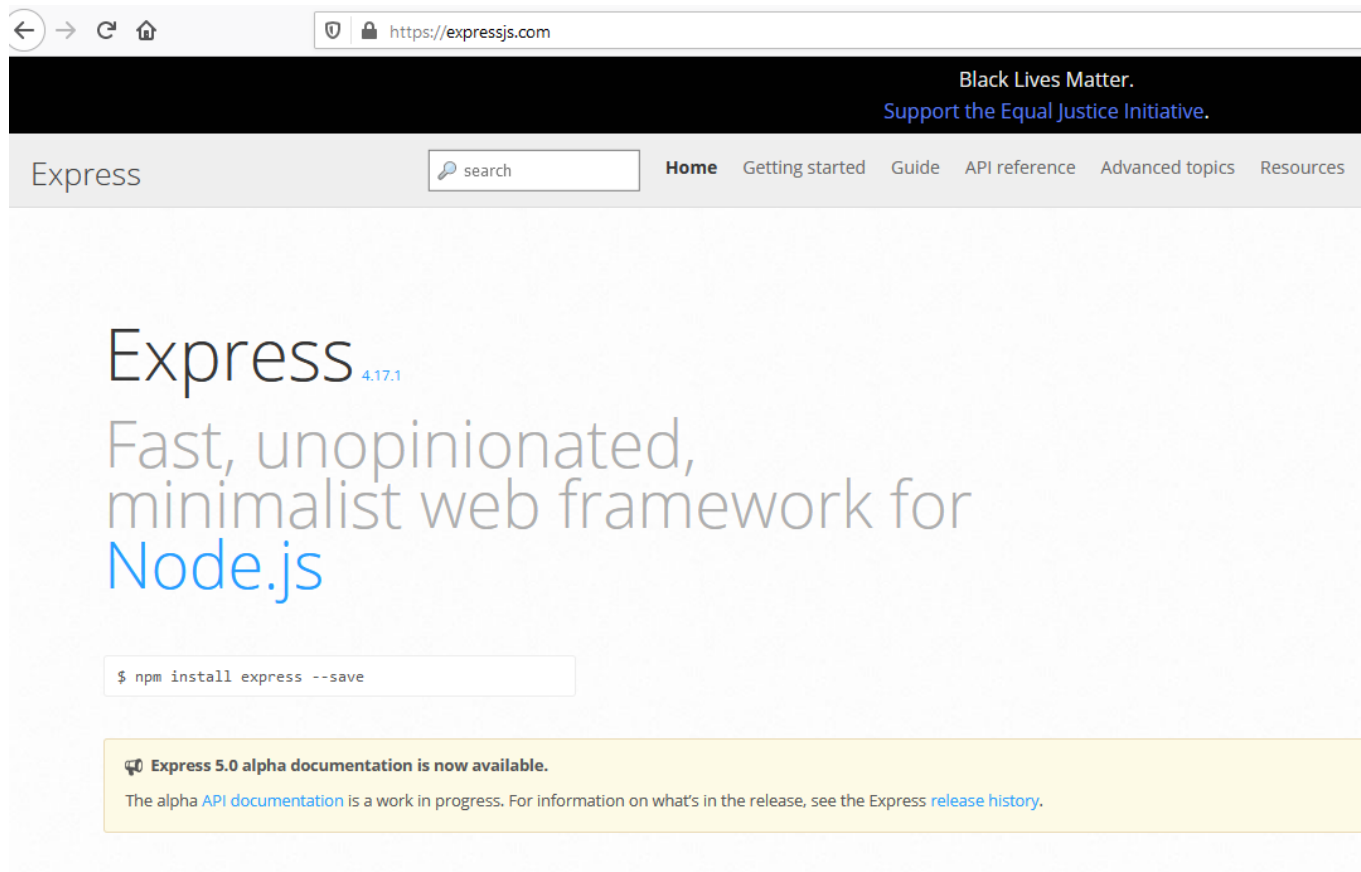 https://expressjs.com
Black Lives Matter.
Support the Equal Justice Initiative.
Express
search
Home Getting started Guide API reference Advanced topics Resources
Express 4.17.1
Fast, unopinionated,
minimalist web framework for
Node.js
$ npm install express --save
Express 5.0 alpha documentation is now available.
The alpha API documentation is a work in progress. For information on what's in the release, see the Express release history.